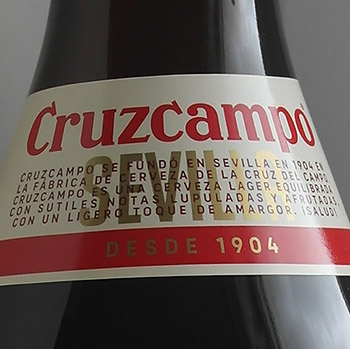 Cruzcampo
SEVILLA
CRUZCAMPO SE FUNDÓ EN SEVILLA EN 1904 EN
LA FÁBRICA DE CERVEZA DE LA CRUZ DEL CAMPO
CRUZCAMPO ES UNA CERVEZA LAGER EQUILIBRADA
CON SUTILES NOTAS LUPULADAS Y AFRUTADAS
CON UN LIGERO TOQUE DE AMARGOR. ¡SALUD!
DESDE 1904